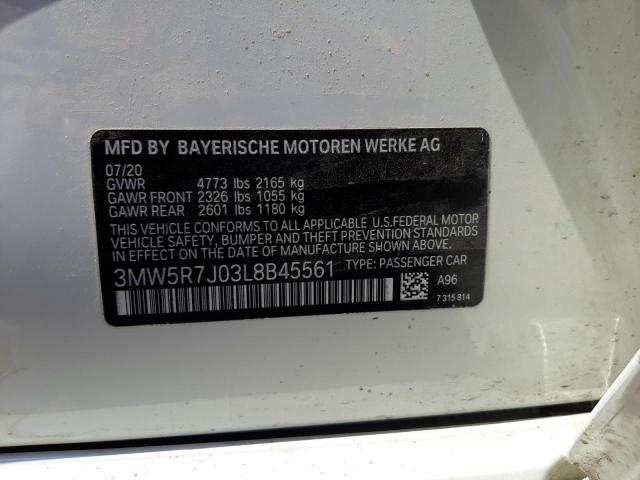 MFD BY BAYERISCHE MOTOREN WERKE AG
07/20
GVWR 4773 lbs 2165 kg
GAWR FRONT 2326 lbs 1055 kg
GAWR REAR 2601 lbs 1180 kg
THIS VEHICLE CONFORMS TO ALL APPLICABLE U.S.FEDERAL MOTOR
VEHICLE SAFETY, BUMPER AND THEFT PREVENTION STANDARDS
IN EFFECT ON THE DATE OF MANUFACTURE SHOWN ABOVE.
3MW5R7J03L8B45561 TYPE: PASSENGER CAR
A96
7 315 814